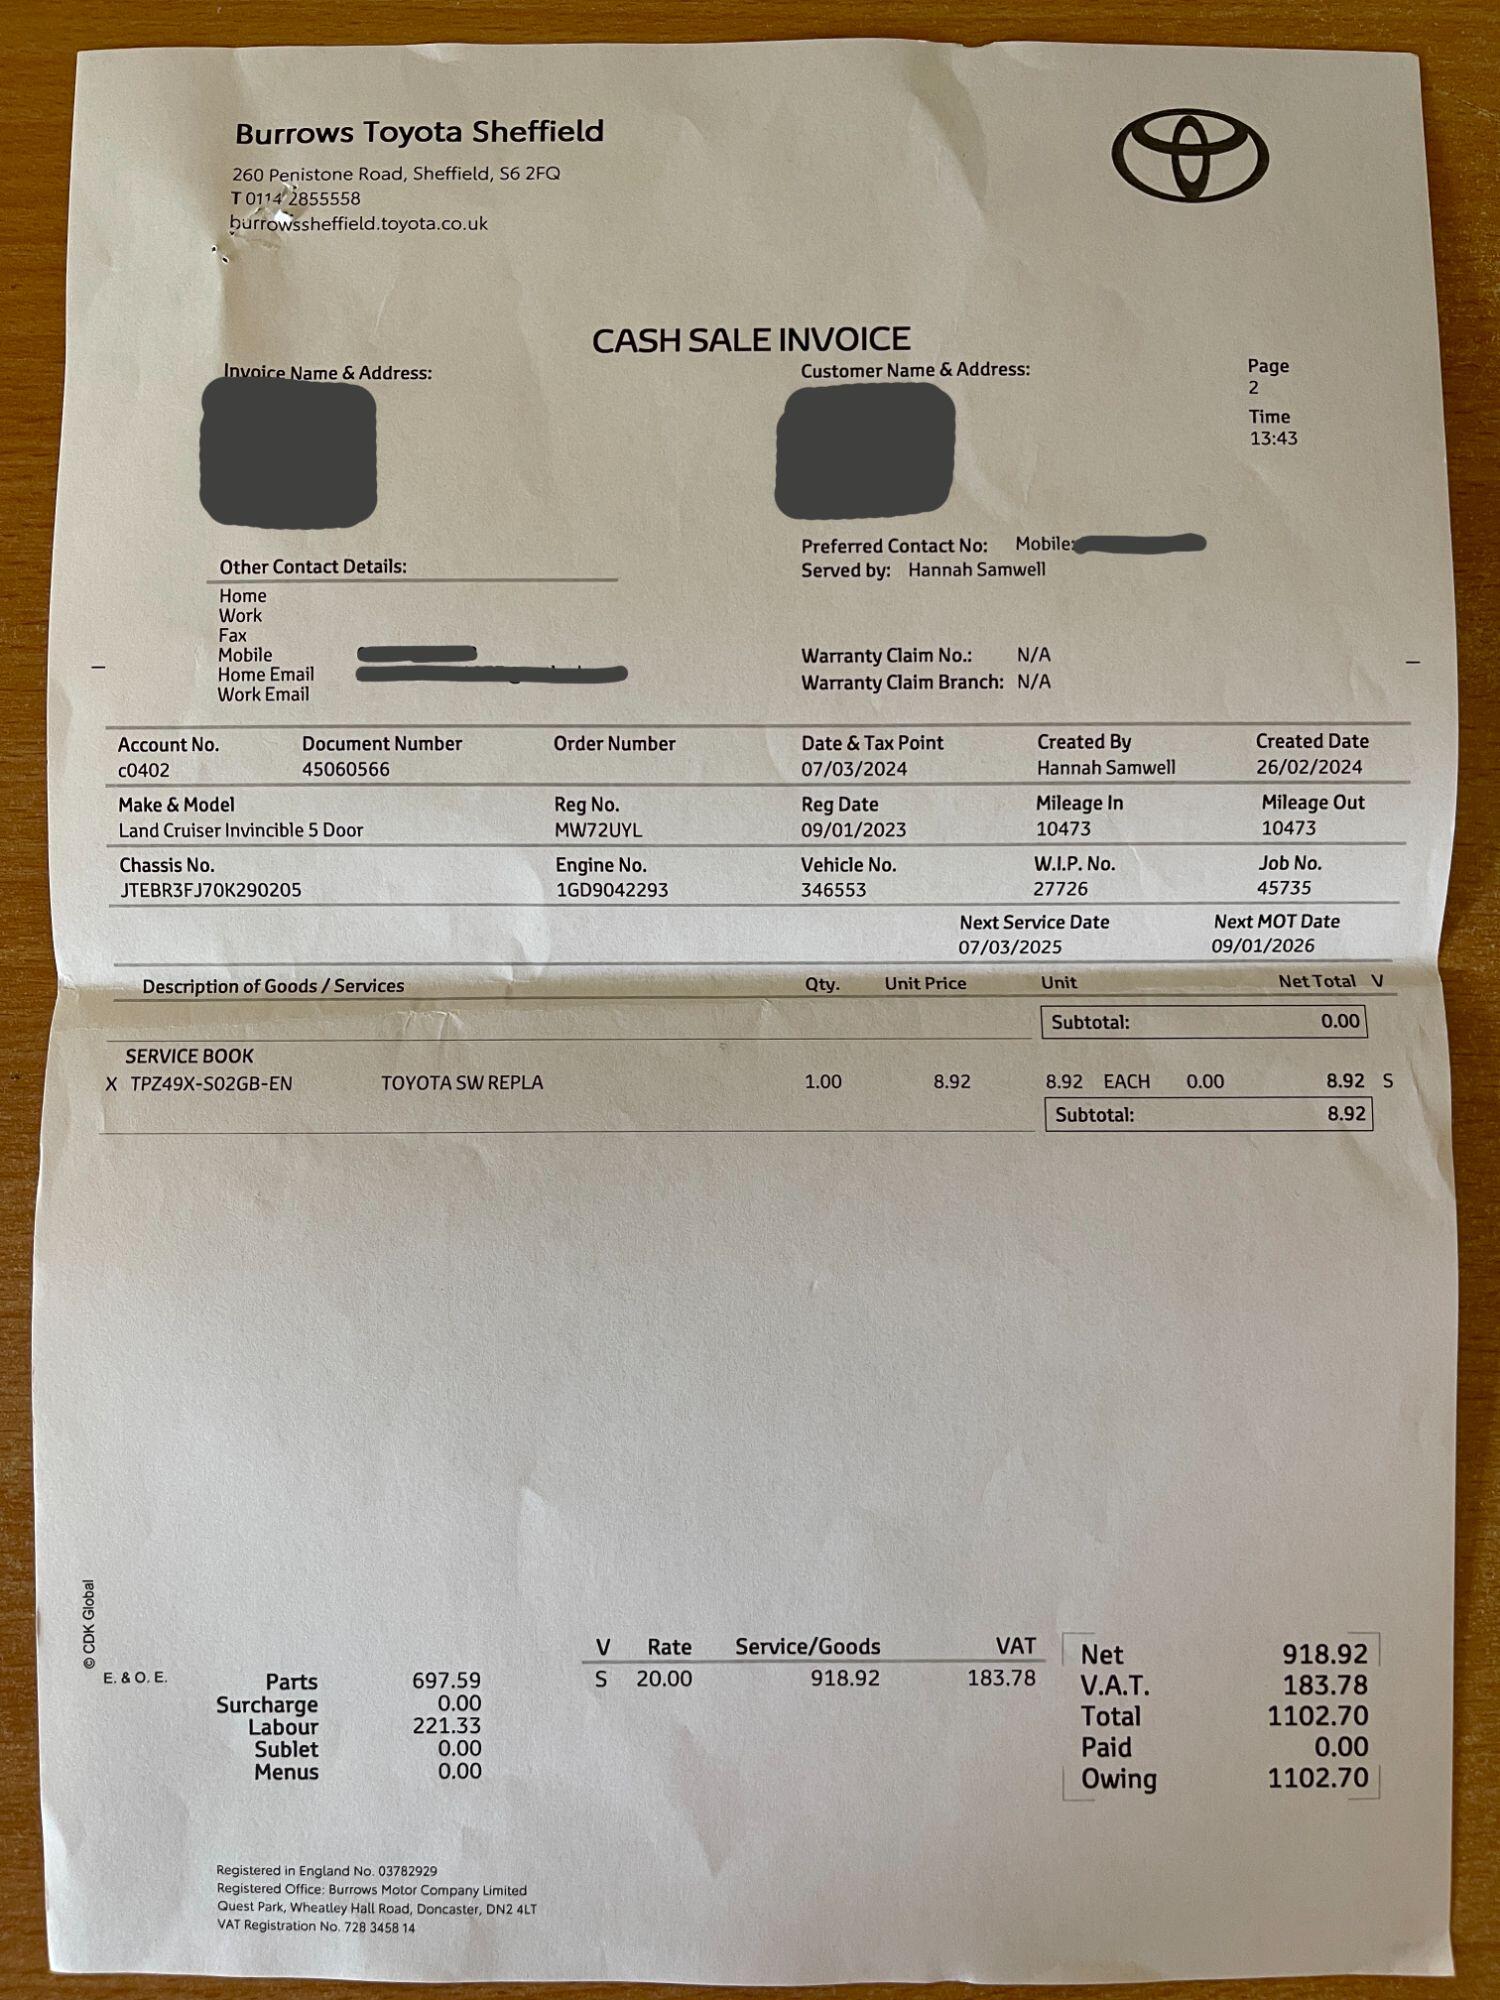 Burrows Toyota Sheffield
260 Penistone Road, Sheffield, S6 2FQ
T 0114 2855558
burrowssheffield.toyota.co.uk
CASH SALE INVOICE
Invoice Name & Address:
Customer Name & Address:
Page
2
Time
13:43
Preferred Contact No: Mobile:
Served by: Hannah Samwell
Other Contact Details:
Home
Work
Fax
Mobile
Home Email
Work Email
Warranty Claim No.: N/A
Warranty Claim Branch: N/A
Account No. Document Number Order Number Date & Tax Point Created By Created Date
c0402 45060566 07/03/2024 Hannah Samwell 26/02/2024
Make & Model Reg No. Reg Date Mileage In Mileage Out
Land Cruiser Invincible 5 Door MW72UYL 09/01/2023 10473 10473
Chassis No. Engine No. Vehicle No. W.I.P. No. Job No.
JTEBR3FJ70K290205 1GD9042293 346553 27726 45735
Next Service Date Next MOT Date
07/03/2025 09/01/2026
Description of Goods / Services Qty. Unit Price Unit Net Total V
Subtotal: 0.00
SERVICE BOOK
X TPZ49X-S02GB-EN TOYOTA SW REPLA 1.00 8.92 8.92 EACH 0.00 8.92 S
Subtotal: 8.92
© CDK Global
E. & O. E.
Parts 697.59
Surcharge 0.00
Labour 221.33
Sublet 0.00
Menus 0.00
V Rate Service/Goods VAT
S 20.00 918.92 183.78
Net 918.92
V.A.T. 183.78
Total 1102.70
Paid 0.00
Owing 1102.70
Registered in England No. 03782929
Registered Office: Burrows Motor Company Limited
Quest Park, Wheatley Hall Road, Doncaster, DN2 4LT
VAT Registration No. 728 3458 14